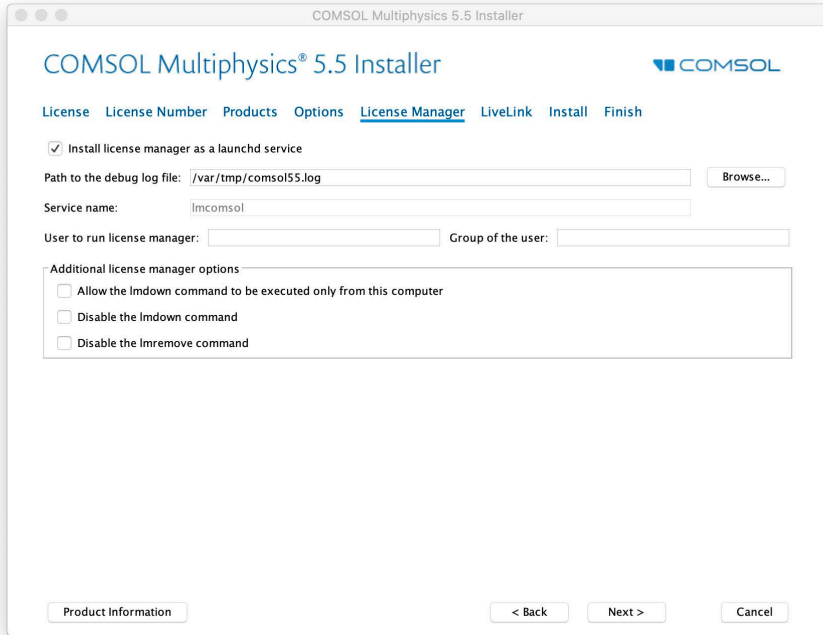 COMSOL Multiphysics 5.5 Installer
COMSOL Multiphysics® 5.5 Installer
COMSOL
License License Number Products Options License Manager LiveLink Install Finish
Install license manager as a launchd service
Path to the debug log file: /var/tmp/comsol55.log Browse...
Service name: lmcomsol
User to run license manager: Group of the user:
Additional license manager options
Allow the lmdown command to be executed only from this computer
Disable the lmdown command
Disable the lmremove command
Product Information < Back Next > Cancel